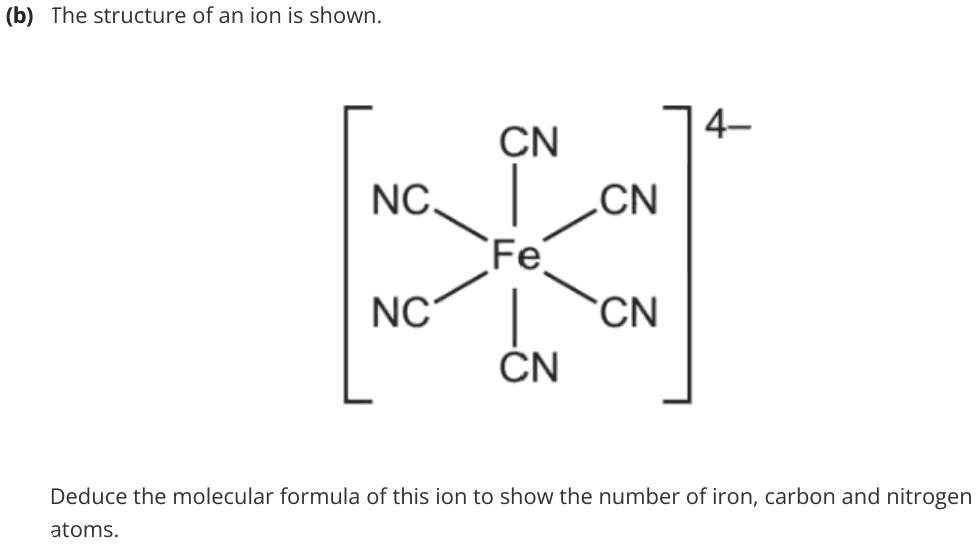 (b) The structure of an ion is shown.
4–
CN
NC CN
Fe
NC CN
CN
Deduce the molecular formula of this ion to show the number of iron, carbon and nitrogen
atoms.